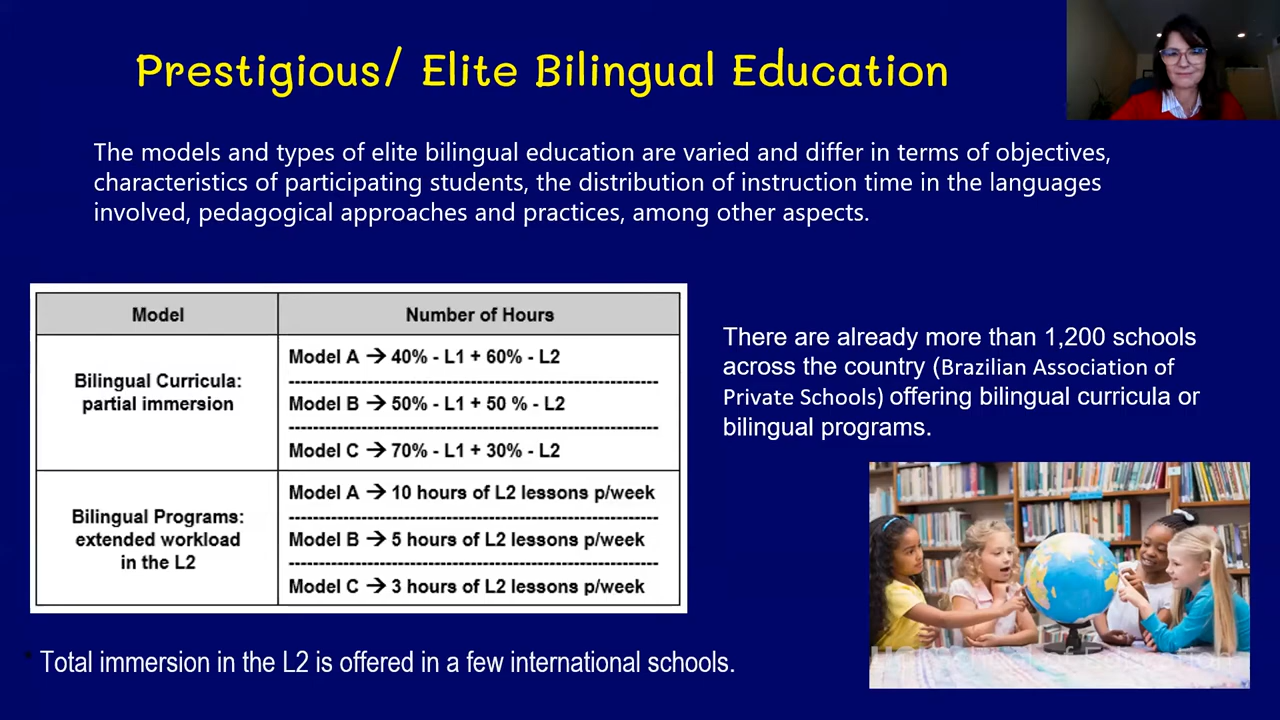 Prestigious/ Elite Bilingual Education
The models and types of elite bilingual education are varied and differ in terms of objectives,
characteristics of participating students, the distribution of instruction time in the languages
involved, pedagogical approaches and practices, among other aspects.
Model
Number of Hours
Bilingual Curricula:
partial immersion
Model A → 40% - L1 + 60% - L2
Model B → 50% - L1 + 50 % - L2
Model C → 70% - L1 + 30% - L2
Bilingual Programs:
extended workload
in the L2
Model A → 10 hours of L2 lessons p/week
Model B → 5 hours of L2 lessons p/week
Model C → 3 hours of L2 lessons p/week
There are already more than 1,200 schools
across the country (Brazilian Association of
Private Schools) offering bilingual curricula or
bilingual programs.
* Total immersion in the L2 is offered in a few international schools.
School of Education